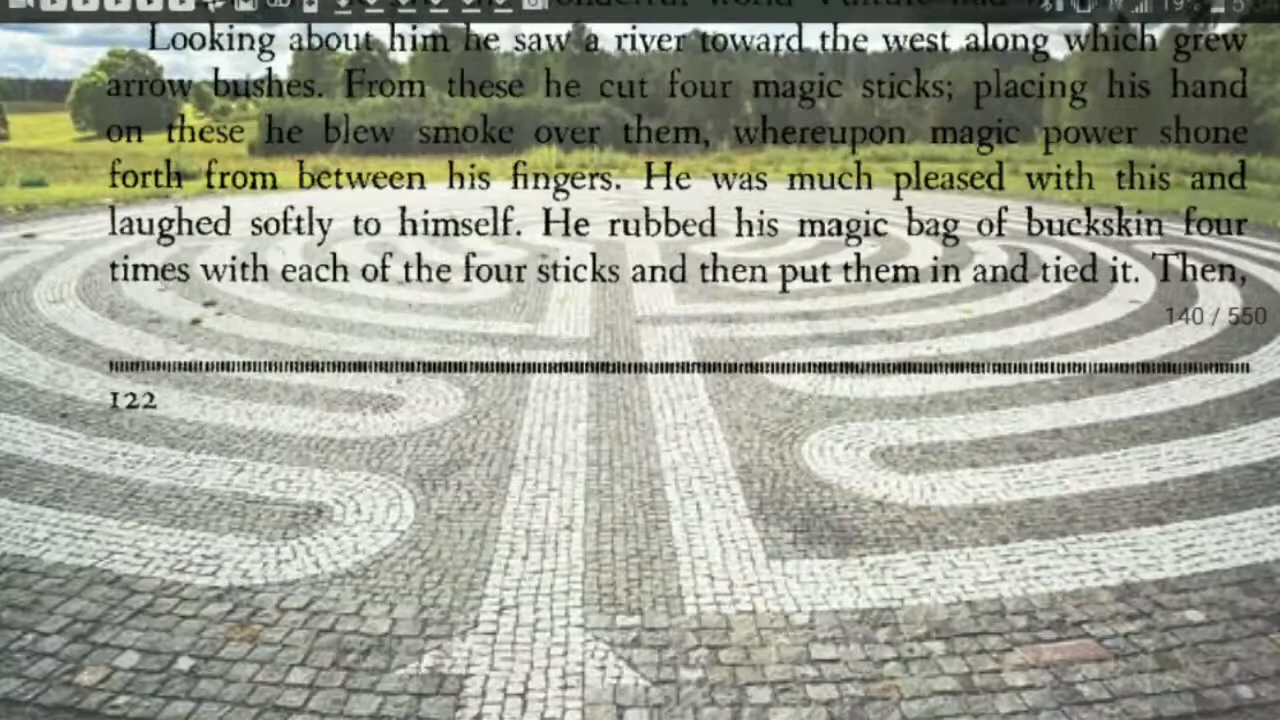 Looking about him he saw a river toward the west along which grew
arrow bushes. From these he cut four magic sticks; placing his hand
on these he blew smoke over them, whereupon magic power shone
forth from between his fingers. He was much pleased with this and
laughed softly to himself. He rubbed his magic bag of buckskin four
times with each of the four sticks and then put them in and tied it. Then,
140 / 550
122